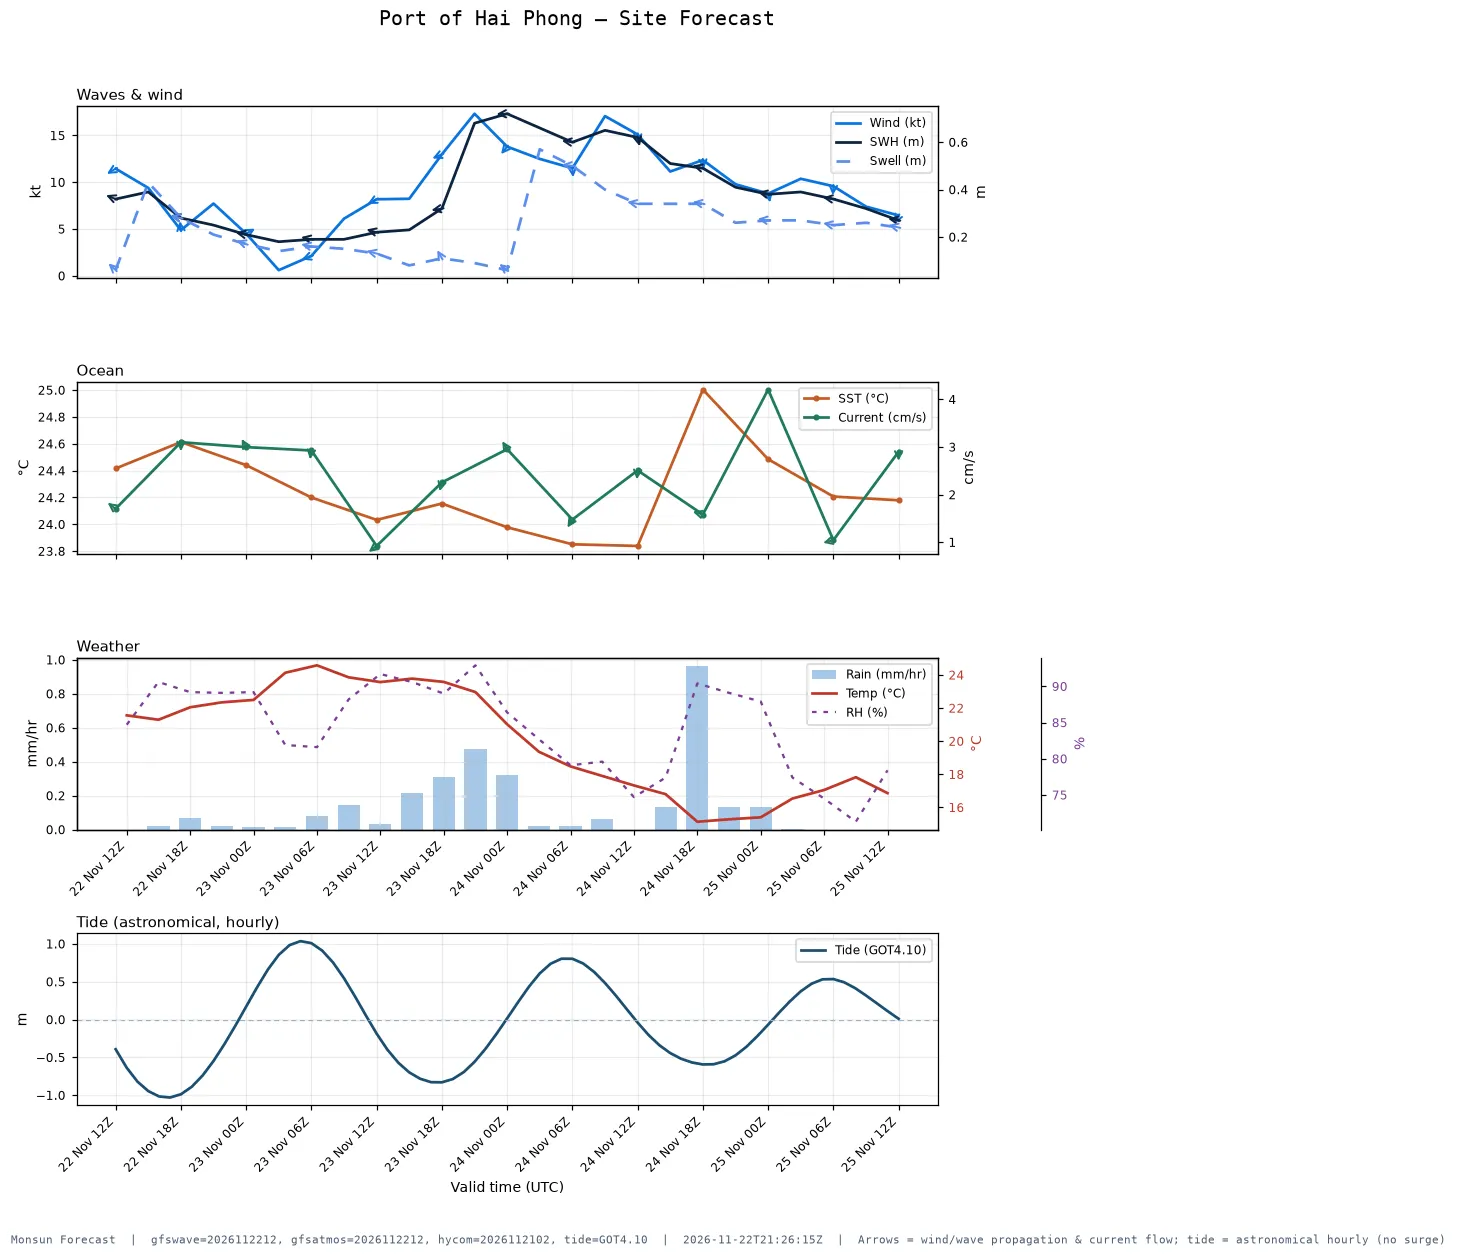 Port of Hai Phong — Site Forecast
Waves & wind
Wind (kt)
SWH (m)
Swell (m)
15
10
5
0
kt
0.6
0.4
0.2
m
Ocean
SST (°C)
Current (cm/s)
25.0
24.8
24.6
24.4
24.2
24.0
23.8
°C
4
3
2
1
cm/s
Weather
Rain (mm/hr)
Temp (°C)
RH (%)
1.0
0.8
0.6
0.4
0.2
0.0
mm/hr
24
22
20
18
16
°C
90
85
80
75
%
22 Nov 12Z
22 Nov 18Z
23 Nov 00Z
23 Nov 06Z
23 Nov 12Z
23 Nov 18Z
24 Nov 00Z
24 Nov 06Z
24 Nov 12Z
24 Nov 18Z
25 Nov 00Z
25 Nov 06Z
25 Nov 12Z
Tide (astronomical, hourly)
Tide (GOT4.10)
1.0
0.5
0.0
−0.5
−1.0
m
22 Nov 12Z
22 Nov 18Z
23 Nov 00Z
23 Nov 06Z
23 Nov 12Z
23 Nov 18Z
24 Nov 00Z
24 Nov 06Z
24 Nov 12Z
24 Nov 18Z
25 Nov 00Z
25 Nov 06Z
25 Nov 12Z
Valid time (UTC)
Monsun Forecast | gfswave=2026112212, gfsatmos=2026112212, hycom=2026112102, tide=GOT4.10 | 2026-11-22T21:26:15Z | Arrows = wind/wave propagation & current flow; tide = astronomical hourly (no surge)